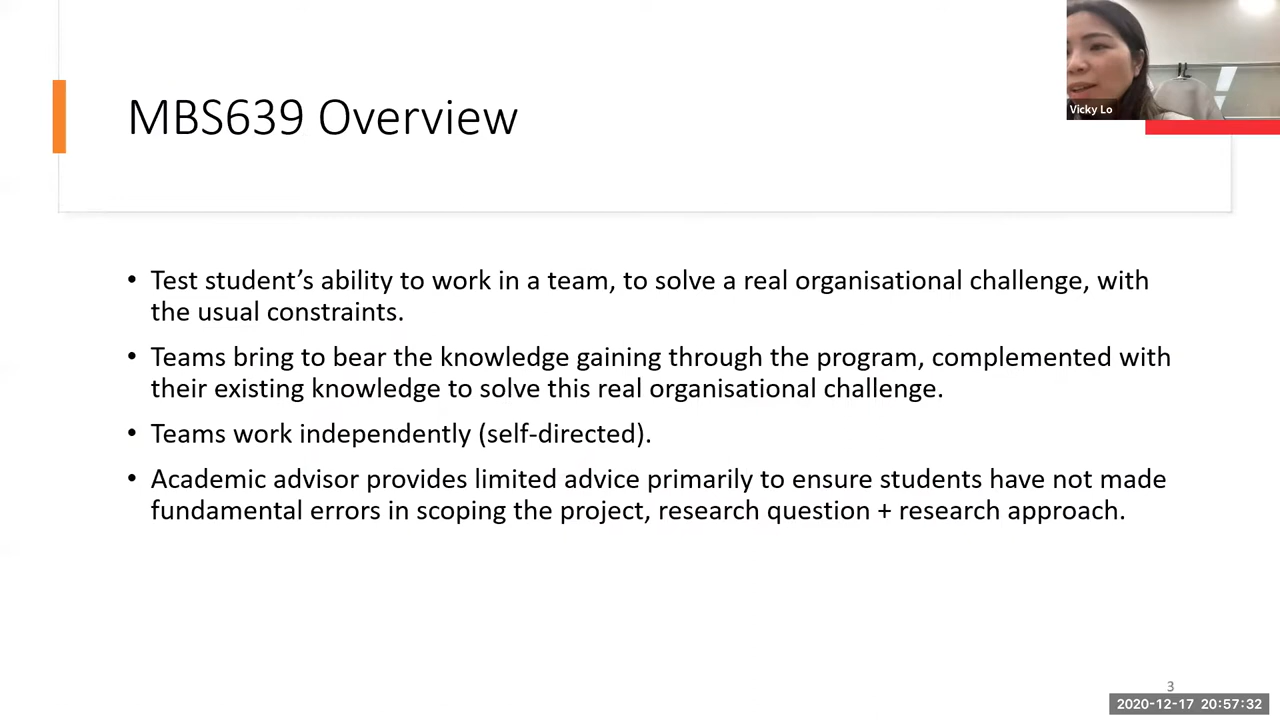 MBS639 Overview
Vicky Lo
• Test student’s ability to work in a team, to solve a real organisational challenge, with
the usual constraints.
• Teams bring to bear the knowledge gaining through the program, complemented with
their existing knowledge to solve this real organisational challenge.
• Teams work independently (self-directed).
• Academic advisor provides limited advice primarily to ensure students have not made
fundamental errors in scoping the project, research question + research approach.
3
2020-12-17 20:57:32